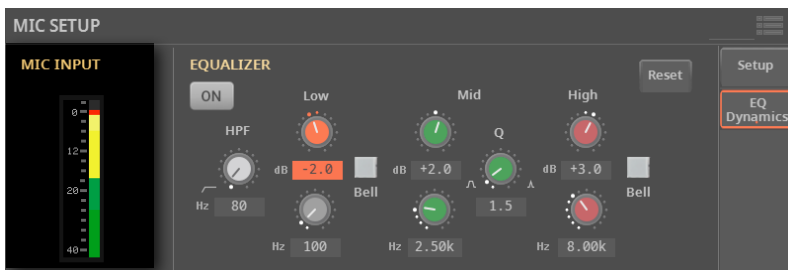 MIC SETUP
MIC INPUT
EQUALIZER
ON
Reset
Setup
EQ
Dynamics
Low
Mid
High
HPF
Q
0
12
20
40
dB -2.0
Bell
dB +2.0
dB +3.0
Bell
Hz 80
1.5
Hz 100
Hz 2.50k
Hz 8.00k